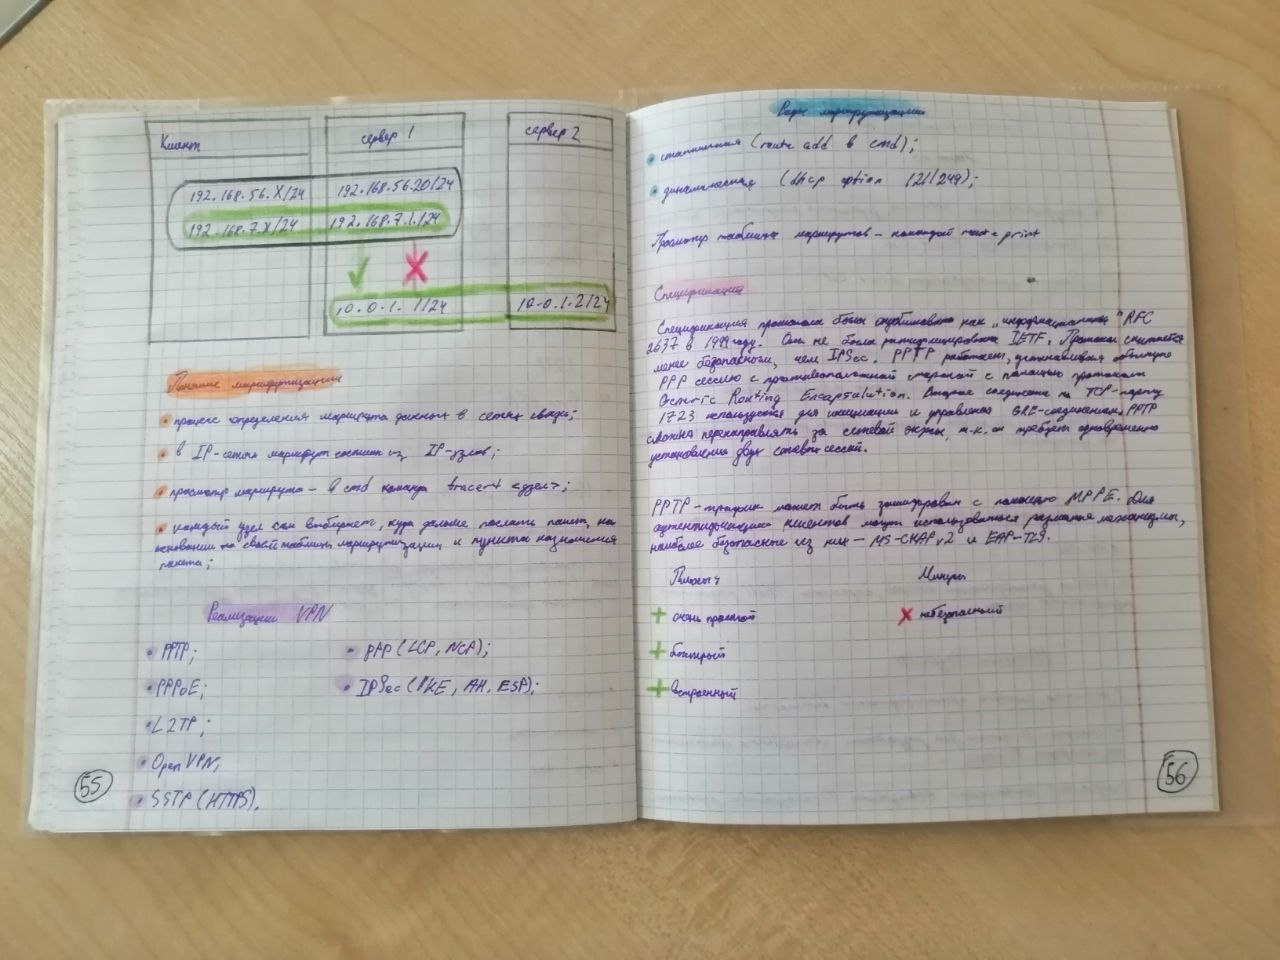 Клиент
сервер 1
сервер 2
192.168.56.X/24
192.168.56.20/24
192.168.7.X/24
192.168.7.1/24
10.0.1.1/24
10.0.1.2/24
Понятие маршрутизации
процесс определения маршрута данных в сетях связи;
в IP-сетях маршрут состоит из IP-узлов;
просмотр маршрута - в cmd команда tracert <узел>;
каждый узел сам выбирает, куда дальше послать пакет, на
основании своей таблицы маршрутизации и пункта назначения
пакета;
Реализации VPN
PPTP;
PPPoE;
L2TP;
OpenVPN;
SSTP (HTTPS).
PPP (LCP, NCP);
IPSec (IKE, AH, ESP);
55
Виды маршрутизации
статичная (route add в cmd);
динамическая (dhcp option 121/249);
Просмотр таблицы маршрутов - командой route print
Спецификация
Спецификация протокола была опубликована как "информационная" RFC
2637 в 1999 году. Она не была ратифицирована IETF. Протокол считается
менее безопасным, чем IPSec. PPTP работает, устанавливая обычную
PPP сессию с противоположной стороной с помощью протокола
Generic Routing Encapsulation. Второе соединение на TCP-порту
1723 используется для инициации и управления GRE-соединением. PPTP
сложно перенаправлять за сетевой экран, т.к. он требует одновременного
установления двух сетевых сессий.
PPTP-трафик может быть зашифрован с помощью MPPE. Для
аутентификации клиентов могут использоваться различные механизмы,
наиболее безопасные из них - MS-CHAPv2 и EAP-TLS.
Плюсы
Минусы
+ очень простой
x небезопасный
+ быстрый
+ встроенный
56